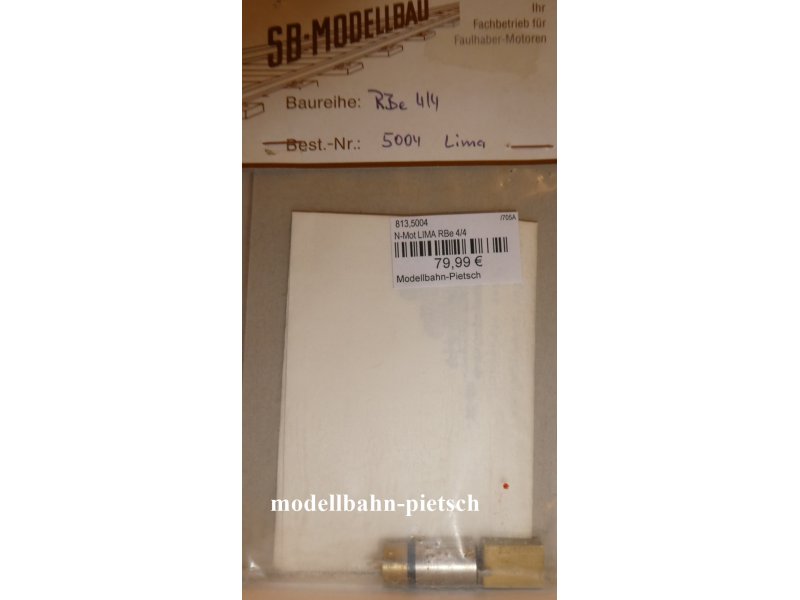 SB·MODELLBAU
Ihr
Fachbetrieb für
Faulhaber-Motoren
Baureihe: RBe 4/4
Best.-Nr.: 5004 Lima
813,5004 /705A
N-Mot LIMA RBe 4/4
79,99 €
Modellbahn-Pietsch
modellbahn-pietsch